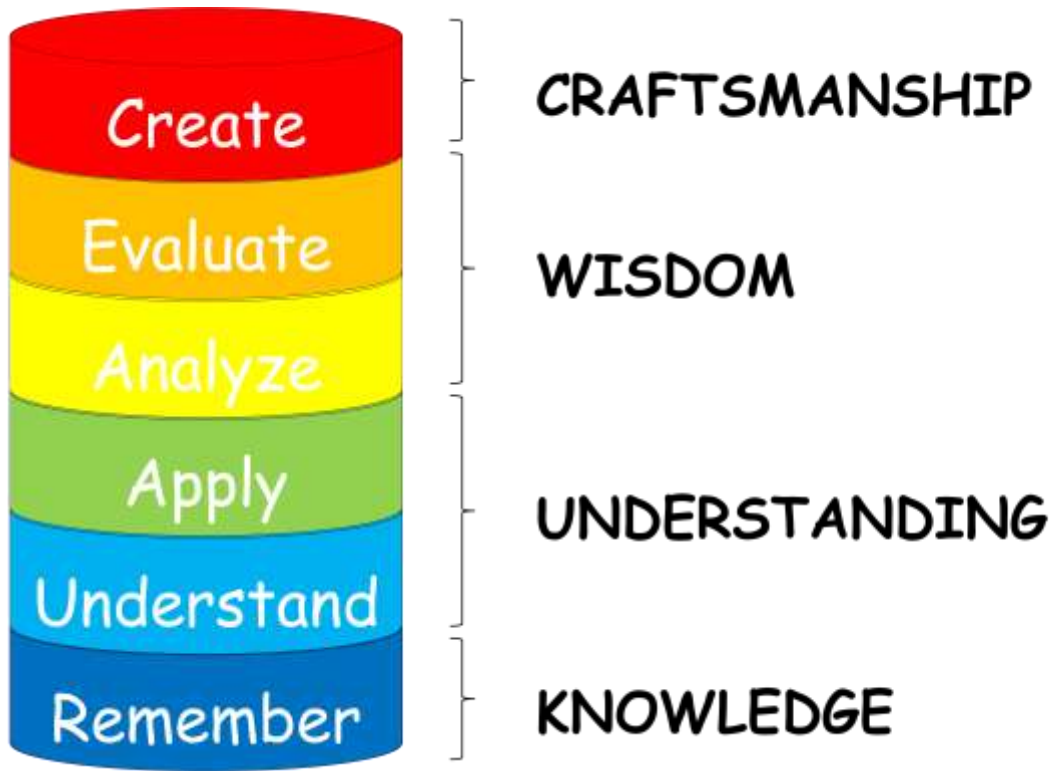 Create
CRAFTSMANSHIP
Evaluate
WISDOM
Analyze
Apply
UNDERSTANDING
Understand
Remember
KNOWLEDGE